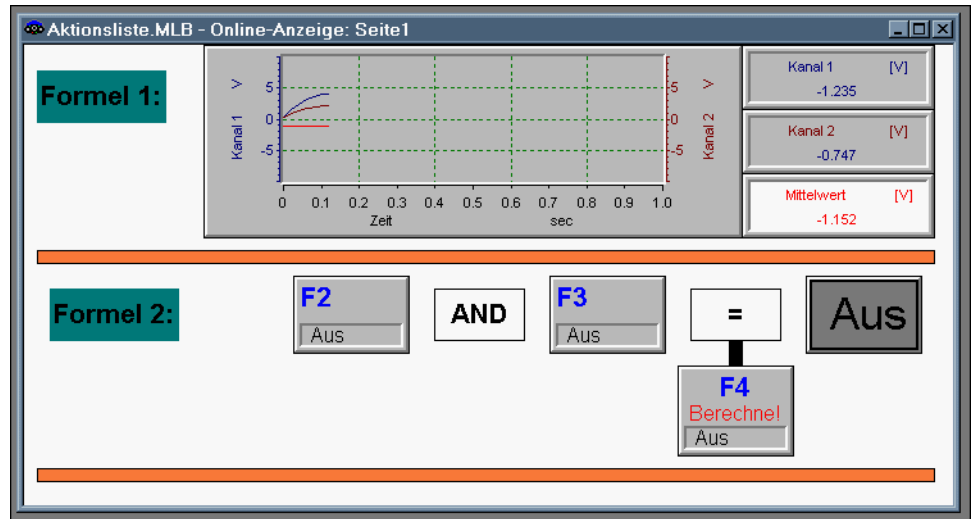 Aktionsliste.MLB - Online-Anzeige: Seite1
Formel 1:
Kanal 1 V
5
0
-5
5
0
-5
Kanal 2 V
0 0.1 0.2 0.3 0.4 0.5 0.6 0.7 0.8 0.9 1.0
Zeit sec
Kanal 1 [V]
-1.235
Kanal 2 [V]
-0.747
Mittelwert [V]
-1.152
Formel 2:
F2
Aus
AND
F3
Aus
=
Aus
F4
Berechne!
Aus